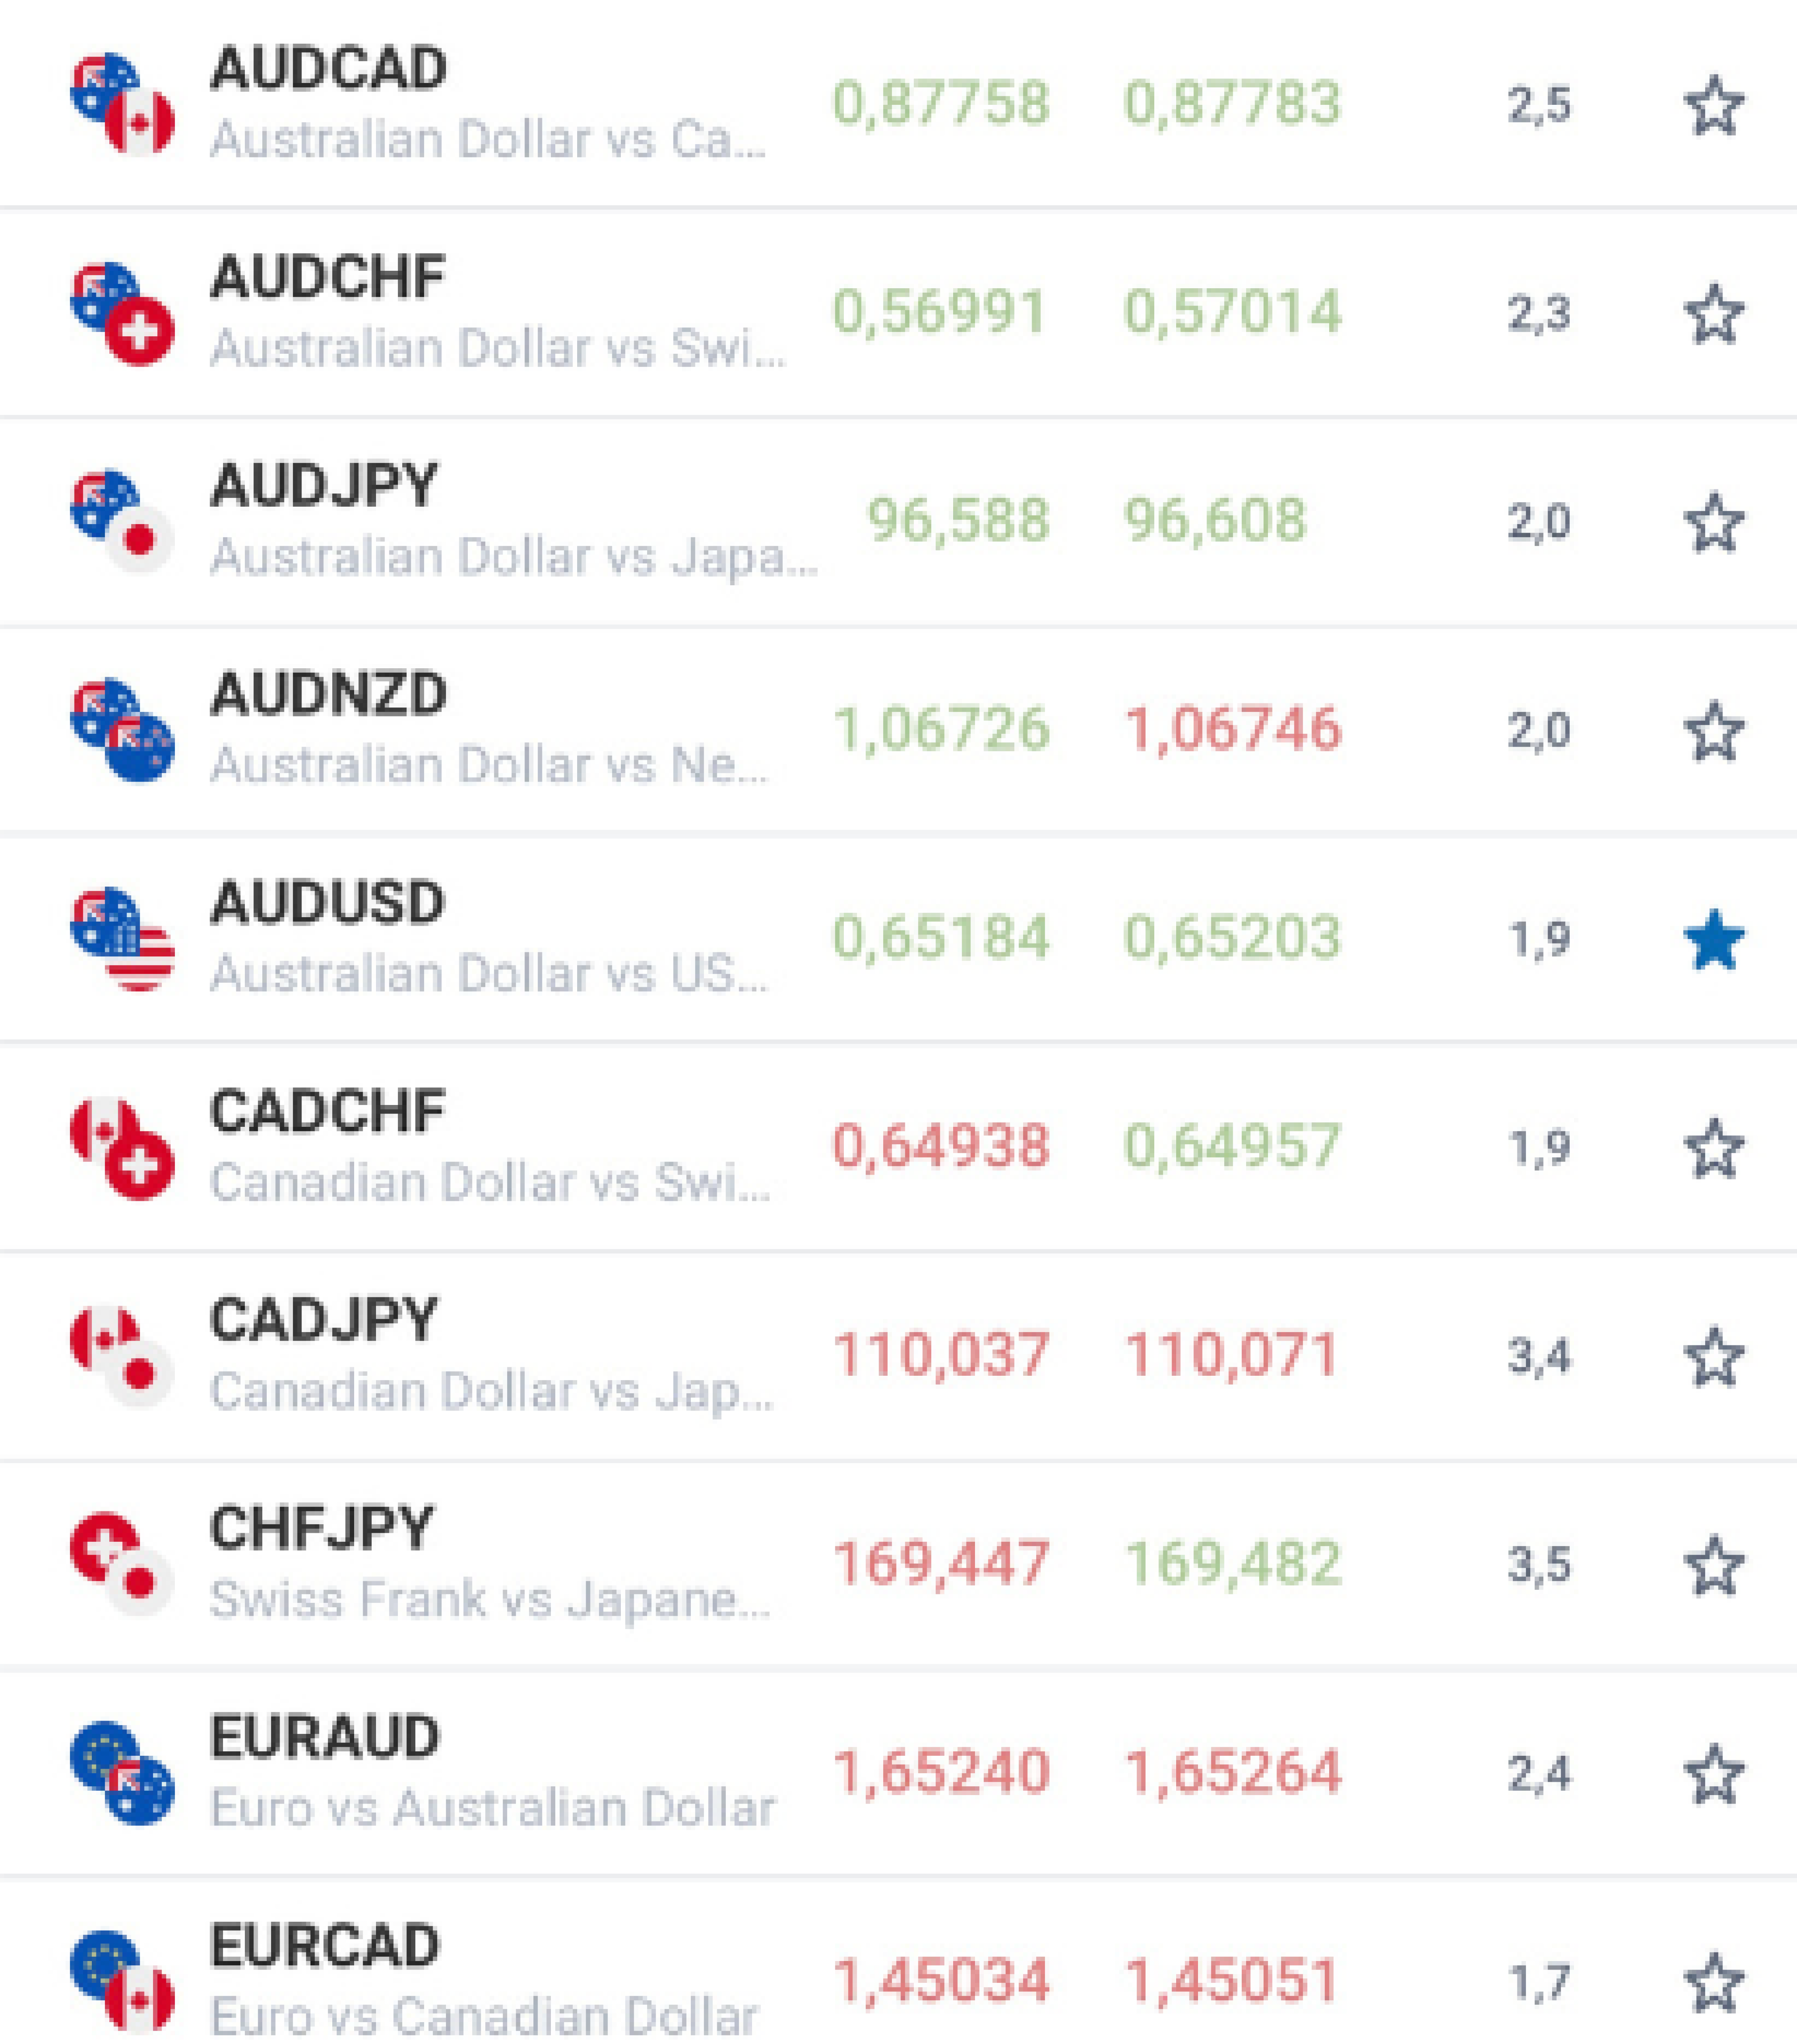 AUDCAD
Australian Dollar vs Ca...
0,87758 0,87783 2,5
AUDCHF
Australian Dollar vs Swi...
0,56991 0,57014 2,3
AUDJPY
Australian Dollar vs Japa...
96,588 96,608 2,0
AUDNZD
Australian Dollar vs Ne...
1,06726 1,06746 2,0
AUDUSD
Australian Dollar vs US...
0,65184 0,65203 1,9
CADCHF
Canadian Dollar vs Swi...
0,64938 0,64957 1,9
CADJPY
Canadian Dollar vs Jap...
110,037 110,071 3,4
CHFJPY
Swiss Frank vs Japane...
169,447 169,482 3,5
EURAUD
Euro vs Australian Dollar
1,65240 1,65264 2,4
EURCAD
Euro vs Canadian Dollar
1,45034 1,45051 1,7